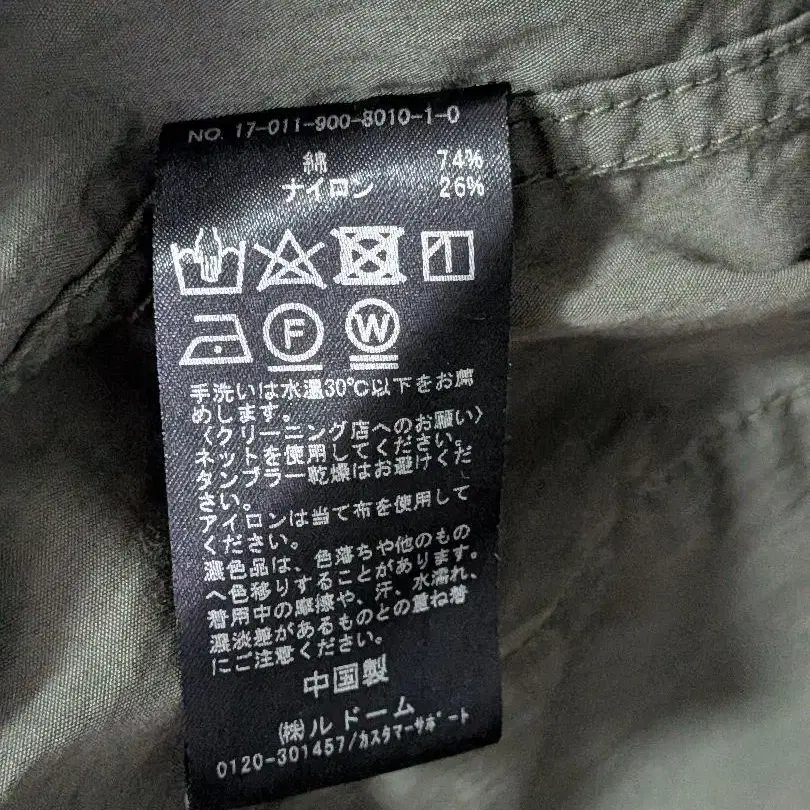 NO. 17-011-900-8010-1-0
綿 74%
ナイロン 26%
F W
手洗いは水温30℃以下をお薦
めします。
〈クリーニング店へのお願い〉
ネットを使用してください。
タンブラー乾燥はお避けくだ
さい。
アイロンは当て布を使用して
ください。
濃色品は、色落ちや他のもの
へ色移りすることがあります。
着用中の摩擦や、汗、水濡れ、
濃淡差があるものとの重ね着
にご注意ください。
中国製
㈱ルドーム
0120-301457/カスタマーサポート